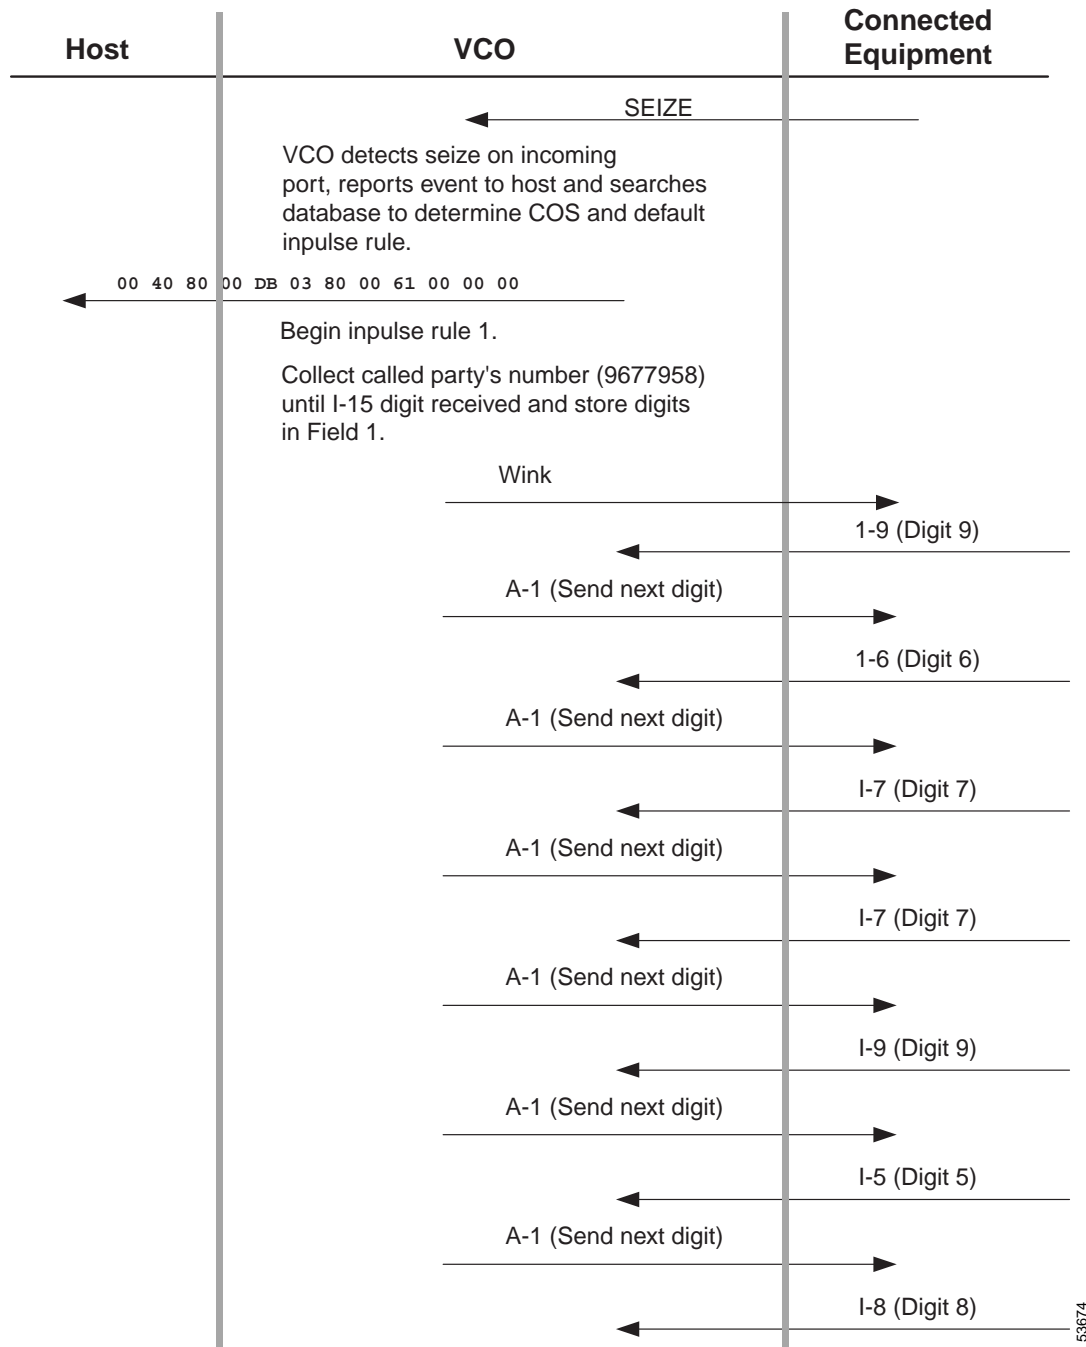 Host
VCO
Connected
Equipment
SEIZE
VCO detects seize on incoming
port, reports event to host and searches
database to determine COS and default
inpulse rule.
00 40 80 00 DB 03 80 00 61 00 00 00
Begin inpulse rule 1.
Collect called party's number (9677958)
until I-15 digit received and store digits
in Field 1.
Wink
1-9 (Digit 9)
A-1 (Send next digit)
1-6 (Digit 6)
A-1 (Send next digit)
I-7 (Digit 7)
A-1 (Send next digit)
I-7 (Digit 7)
A-1 (Send next digit)
I-9 (Digit 9)
A-1 (Send next digit)
I-5 (Digit 5)
A-1 (Send next digit)
I-8 (Digit 8)
53674